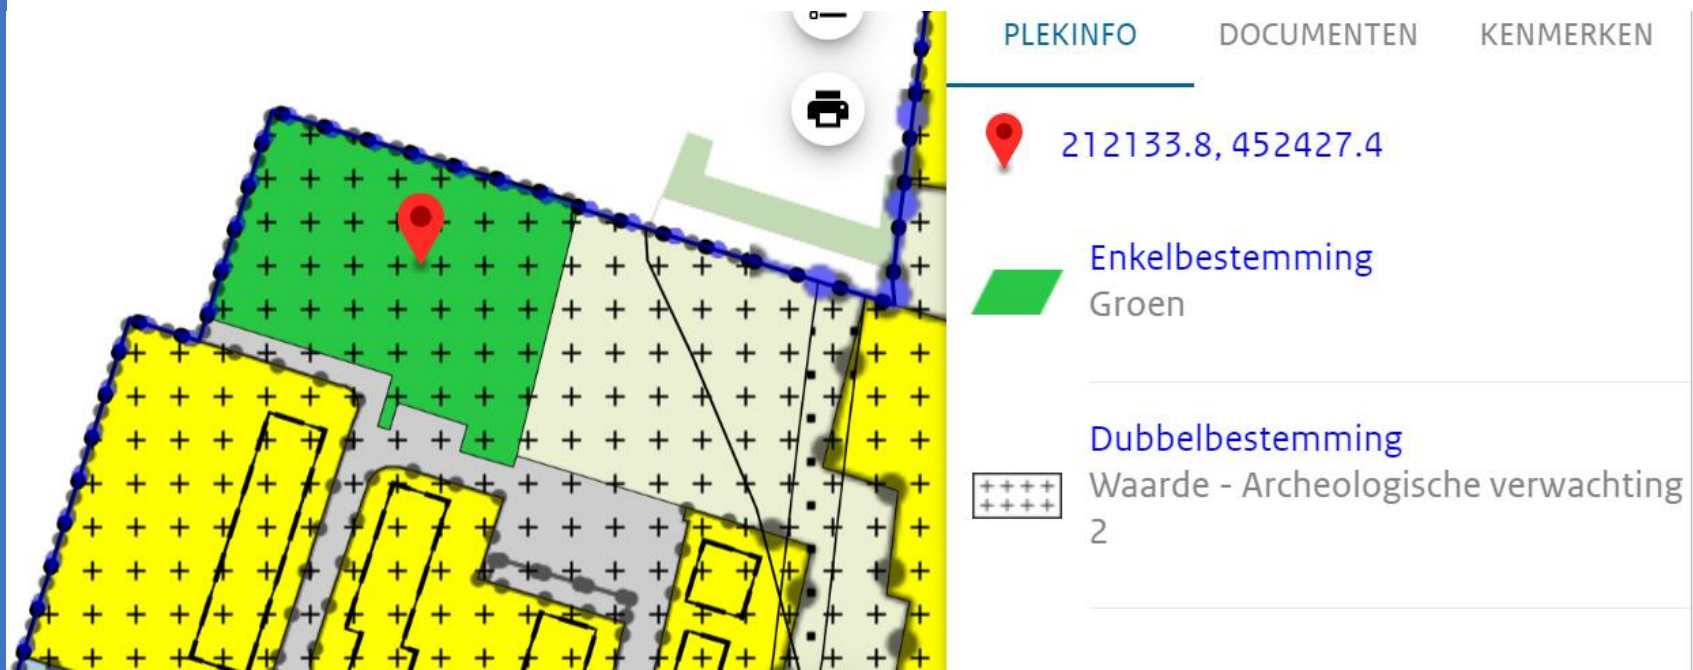 PLEKINFO DOCUMENTEN KENMERKEN
212133.8, 452427.4
Enkelbestemming
Groen
Dubbelbestemming
Waarde - Archeologische verwachting
2